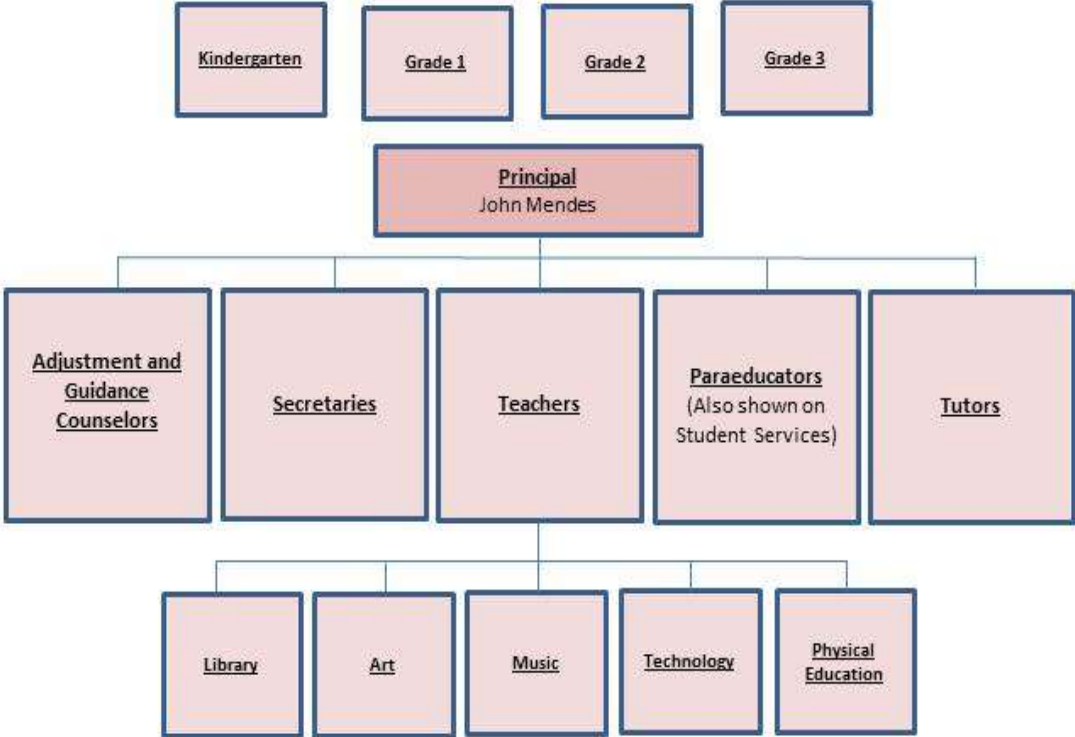 Kindergarten
Grade 1
Grade 2
Grade 3
Principal
John Mendes
Adjustment and
Guidance
Counselors
Secretaries
Teachers
Paraeducators
(Also shown on
Student Services)
Tutors
Library
Art
Music
Technology
Physical
Education